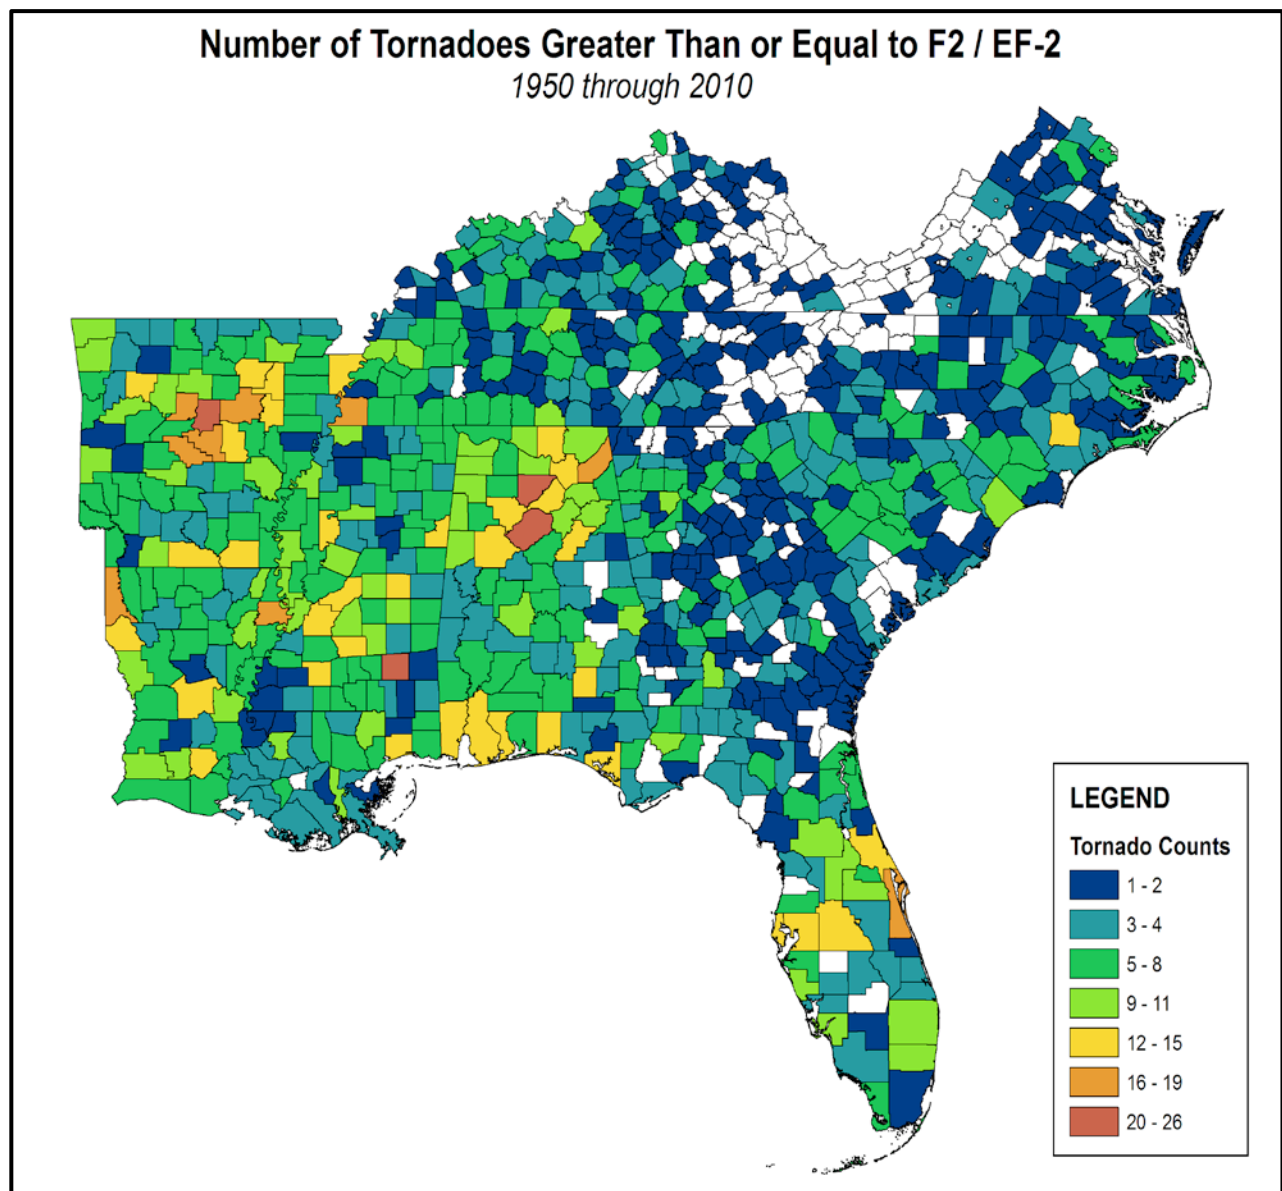 Number of Tornadoes Greater Than or Equal to F2 / EF-2
1950 through 2010
LEGEND
Tornado Counts
1 - 2
3 - 4
5 - 8
9 - 11
12 - 15
16 - 19
20 - 26